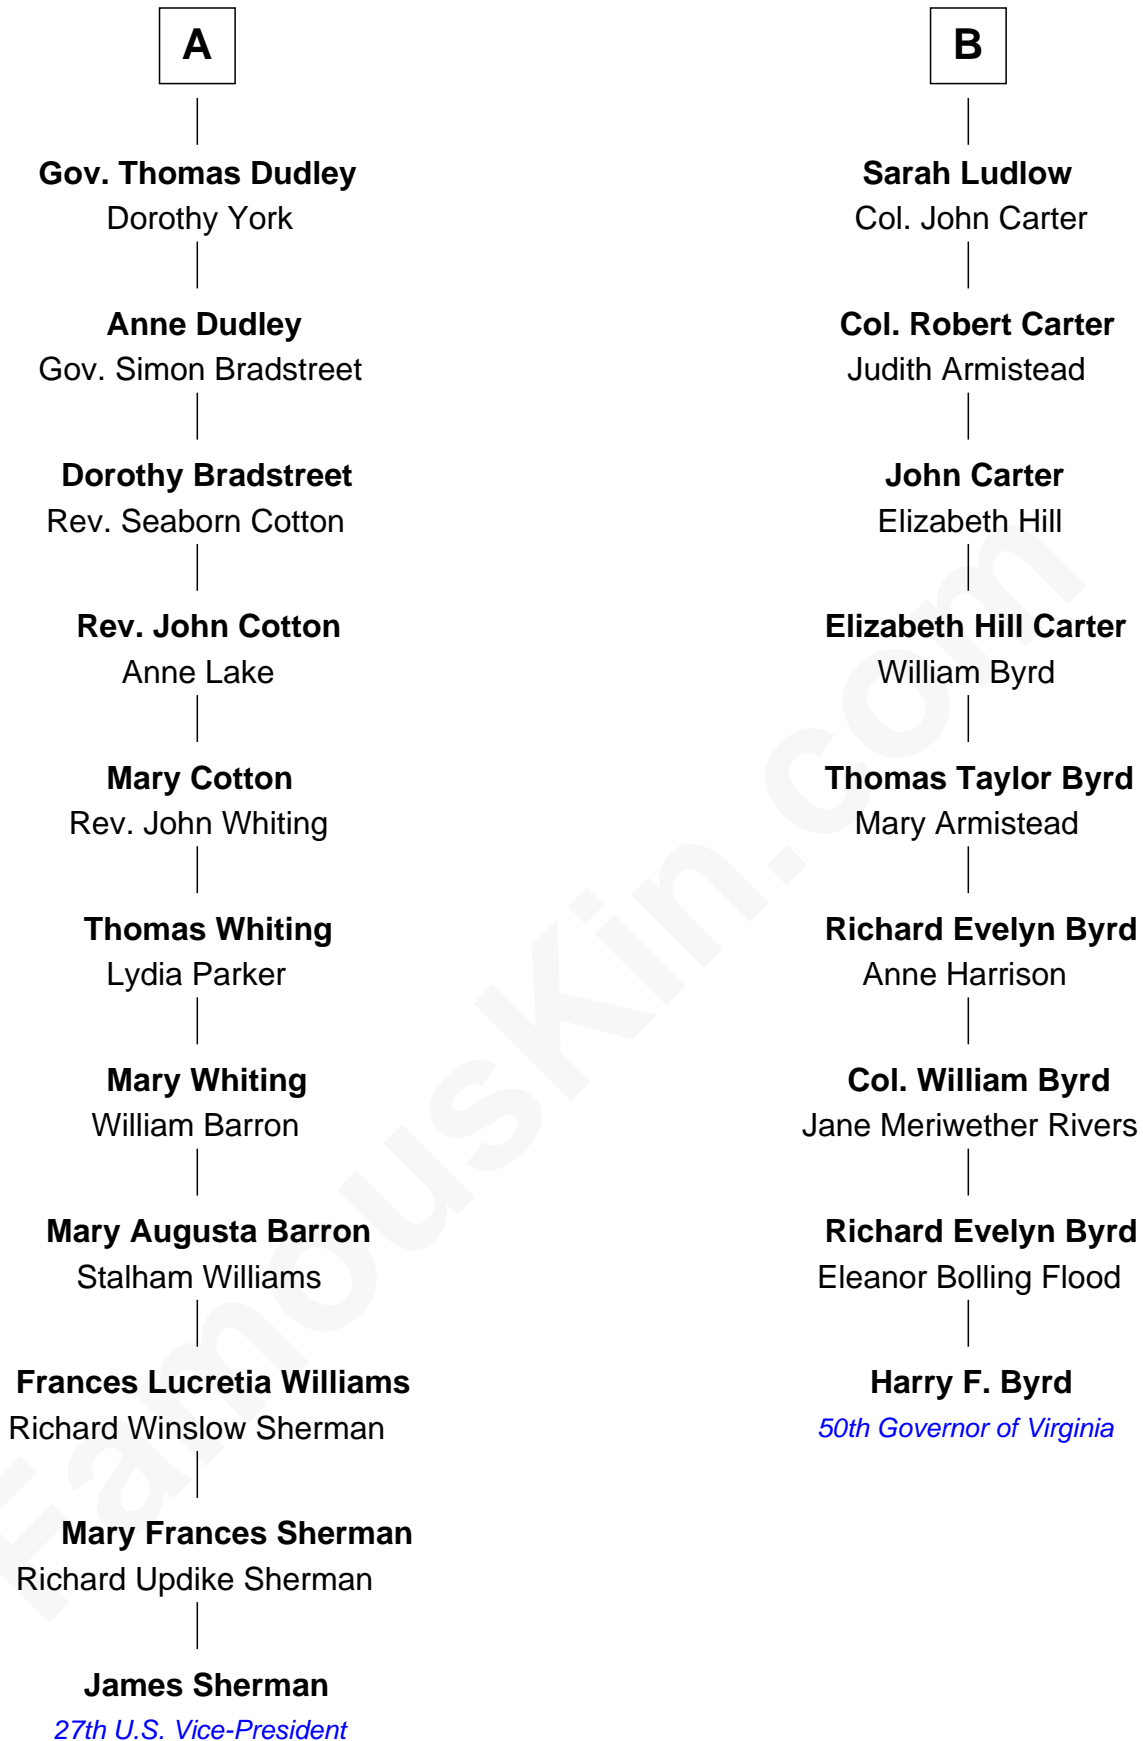 A
Gov. Thomas Dudley
Dorothy York
Anne Dudley
Gov. Simon Bradstreet
Dorothy Bradstreet
Rev. Seaborn Cotton
Rev. John Cotton
Anne Lake
Mary Cotton
Rev. John Whiting
Thomas Whiting
Lydia Parker
Mary Whiting
William Barron
Mary Augusta Barron
Stalham Williams
Frances Lucretia Williams
Richard Winslow Sherman
Mary Frances Sherman
Richard Updike Sherman
James Sherman
27th U.S. Vice-President
B
Sarah Ludlow
Col. John Carter
Col. Robert Carter
Judith Armistead
John Carter
Elizabeth Hill
Elizabeth Hill Carter
William Byrd
Thomas Taylor Byrd
Mary Armistead
Richard Evelyn Byrd
Anne Harrison
Col. William Byrd
Jane Meriwether Rivers
Richard Evelyn Byrd
Eleanor Bolling Flood
Harry F. Byrd
50th Governor of Virginia
FamousKin.com